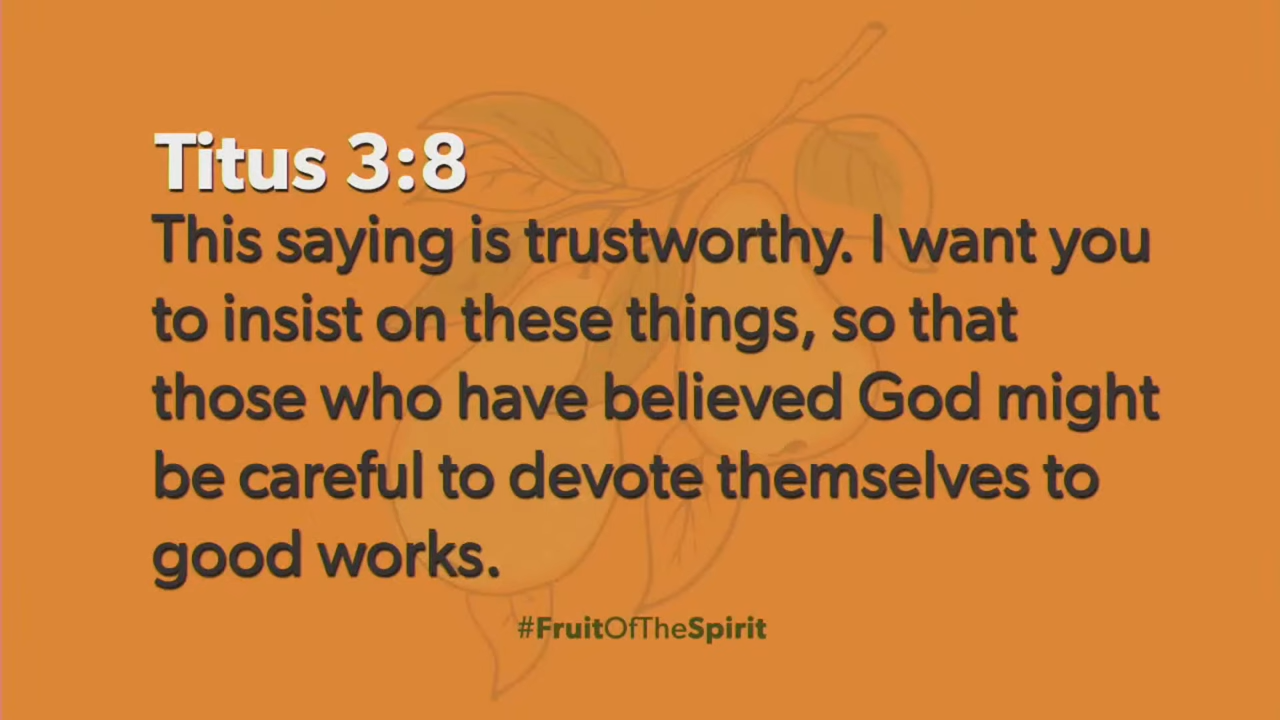 Titus 3:8
This saying is trustworthy. I want you
to insist on these things, so that
those who have believed God might
be careful to devote themselves to
good works.
#FruitOfTheSpirit